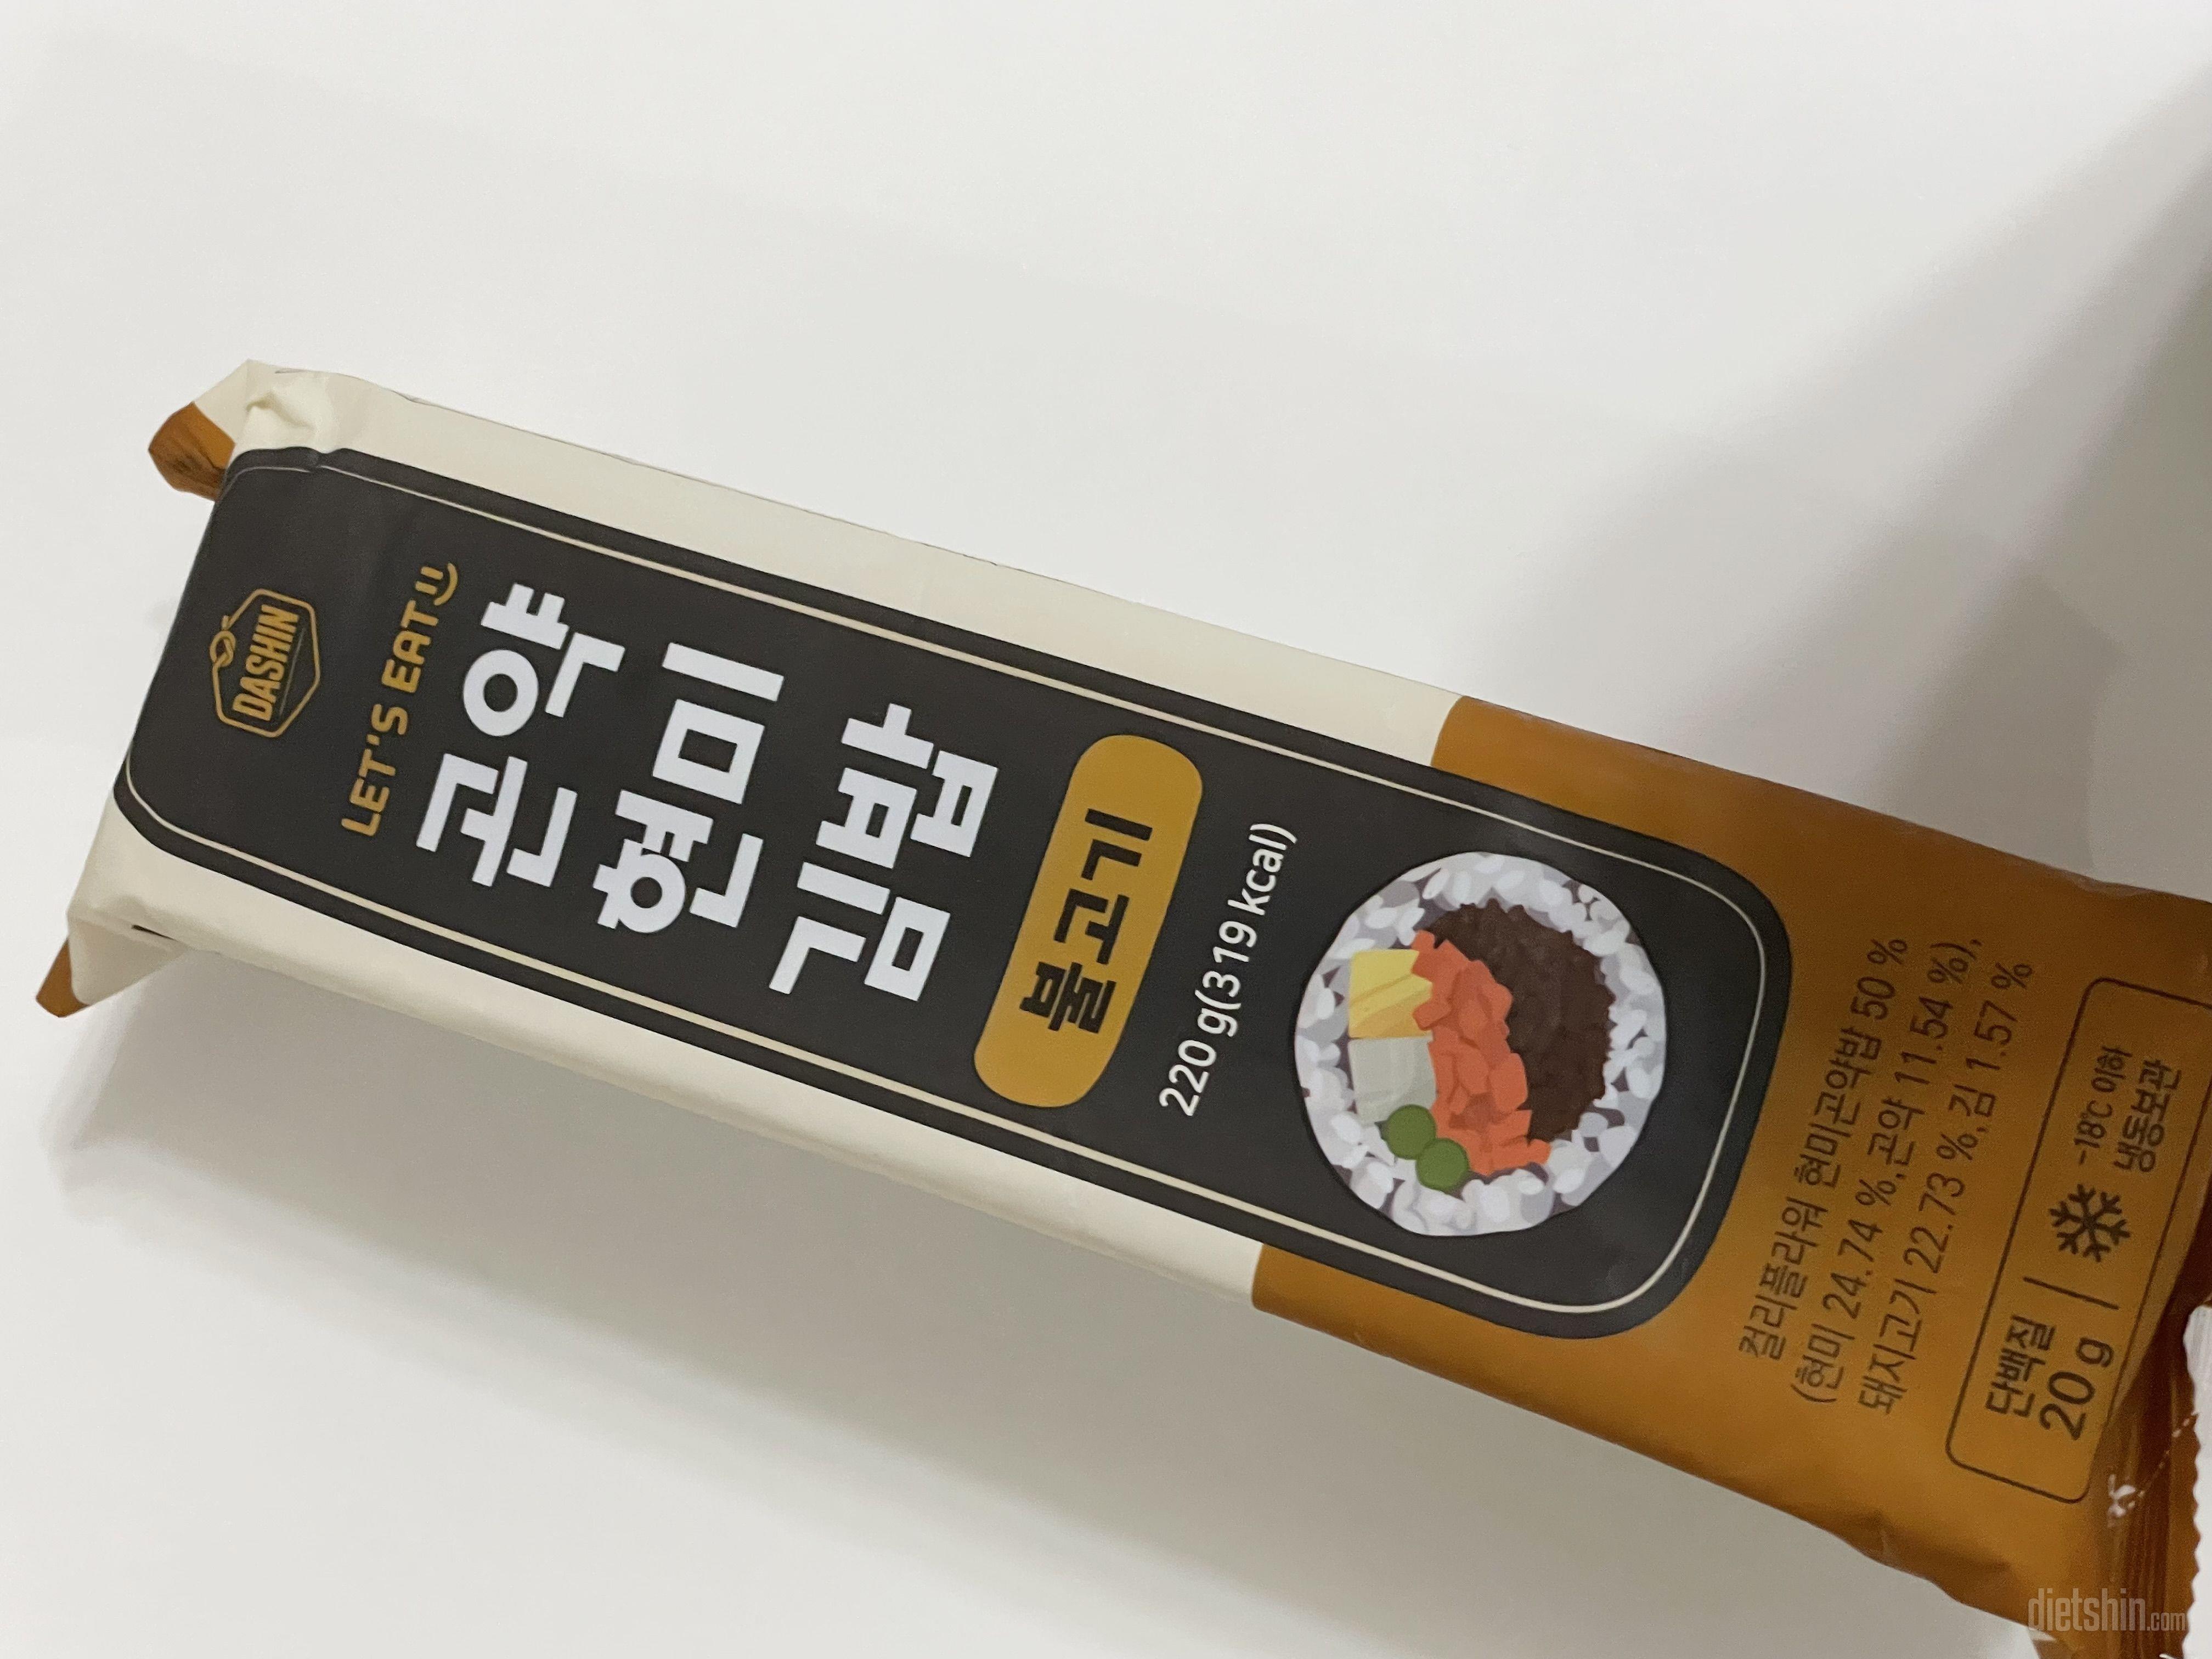 DASHIN
LET'S EAT
곤약
현미
김밥
불고기
220 g(319 kcal)
컬리플라워 현미곤약밥 50 %
(현미 24.74 %,곤약 11.54 %),
돼지고기 22.73 %,김 1.57 %
단백질
20 g
-18℃ 이하
냉동보관
dietshin.com